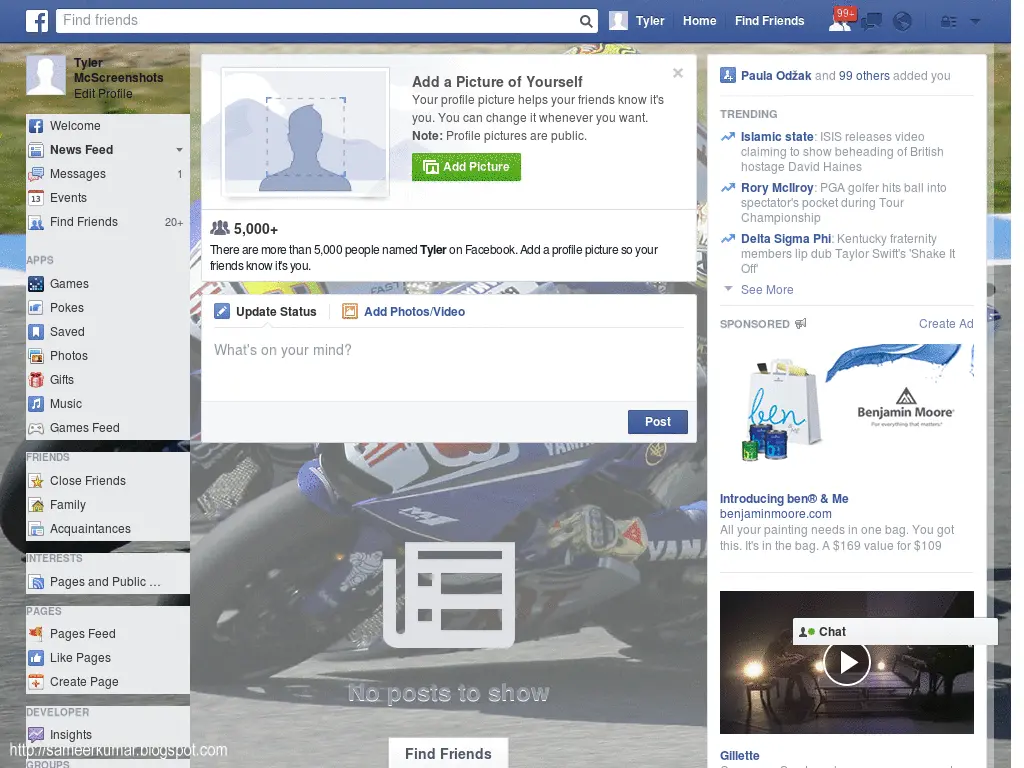 Find friends
Tyler
Home
Find Friends
99+
Tyler
McScreenshots
Edit Profile
Welcome
News Feed
Messages 1
13 Events
Find Friends 20+
APPS
Games
Pokes
Saved
Photos
Gifts
Music
Games Feed
FRIENDS
Close Friends
Family
Acquaintances
INTERESTS
Pages and Public ...
PAGES
Pages Feed
Like Pages
Create Page
DEVELOPER
Insights
http://sameerkumar.blogspot.com
GROUPS
Add a Picture of Yourself
Your profile picture helps your friends know it's
you. You can change it whenever you want.
Note: Profile pictures are public.
Add Picture
5,000+
There are more than 5,000 people named Tyler on Facebook. Add a profile picture so your
friends know it's you.
FAST
Update Status
Add Photos/Video
What's on your mind?
Post
YAMAHA
No posts to show
Find Friends
Paula Odžak and 99 others added you
TRENDING
Islamic state: ISIS releases video
claiming to show beheading of British
hostage David Haines
Rory McIlroy: PGA golfer hits ball into
spectator's pocket during Tour
Championship
Delta Sigma Phi: Kentucky fraternity
members lip dub Taylor Swift's 'Shake It
Off'
See More
SPONSORED
Create Ad
ben
& ME
Benjamin Moore®
For everything that matters.™
Introducing ben® & Me
benjaminmoore.com
All your painting needs in one bag. You got
this. It's in the bag. A $169 value for $109
Chat
Gillette